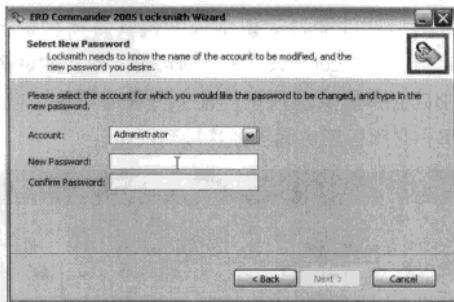 ERD Commander 2005 Locksmith Wizard
Select New Password
Locksmith needs to know the name of the account to be modified, and the
new password you desire.
Please select the account for which you would like the password to be changed, and type in the
new password.
Account: Administrator
New Password:
Confirm Password:
< Back Next > Cancel